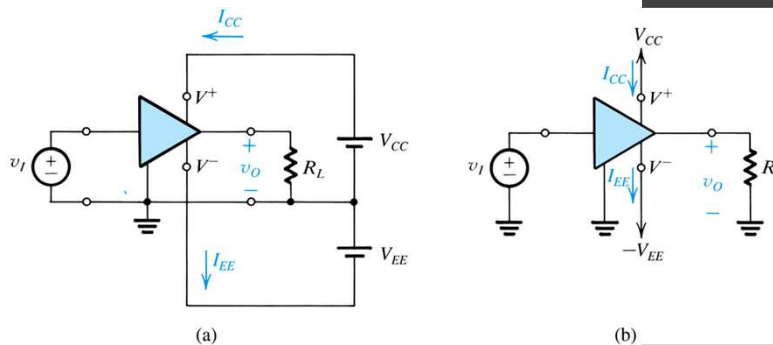 I_CC
V^+
V_CC
v_I
+
−
V^−
+
v_O
−
R_L
I_EE
V_EE
(a)
V_CC
I_CC
V^+
v_I
+
−
V^−
I_EE
+
v_O
−
R
−V_EE
(b)